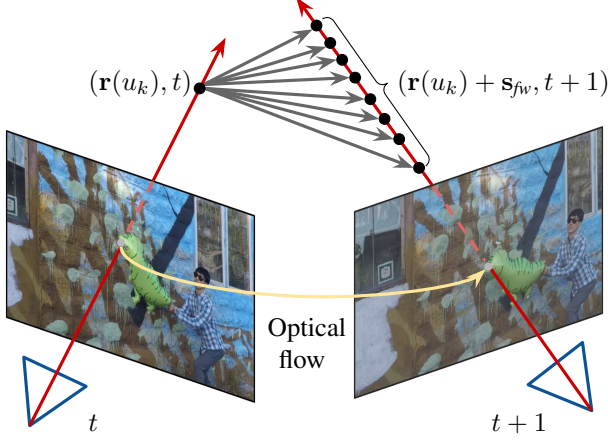 (r(u_k), t)
(r(u_k) + s_fw, t + 1)
Optical
flow
t
t + 1